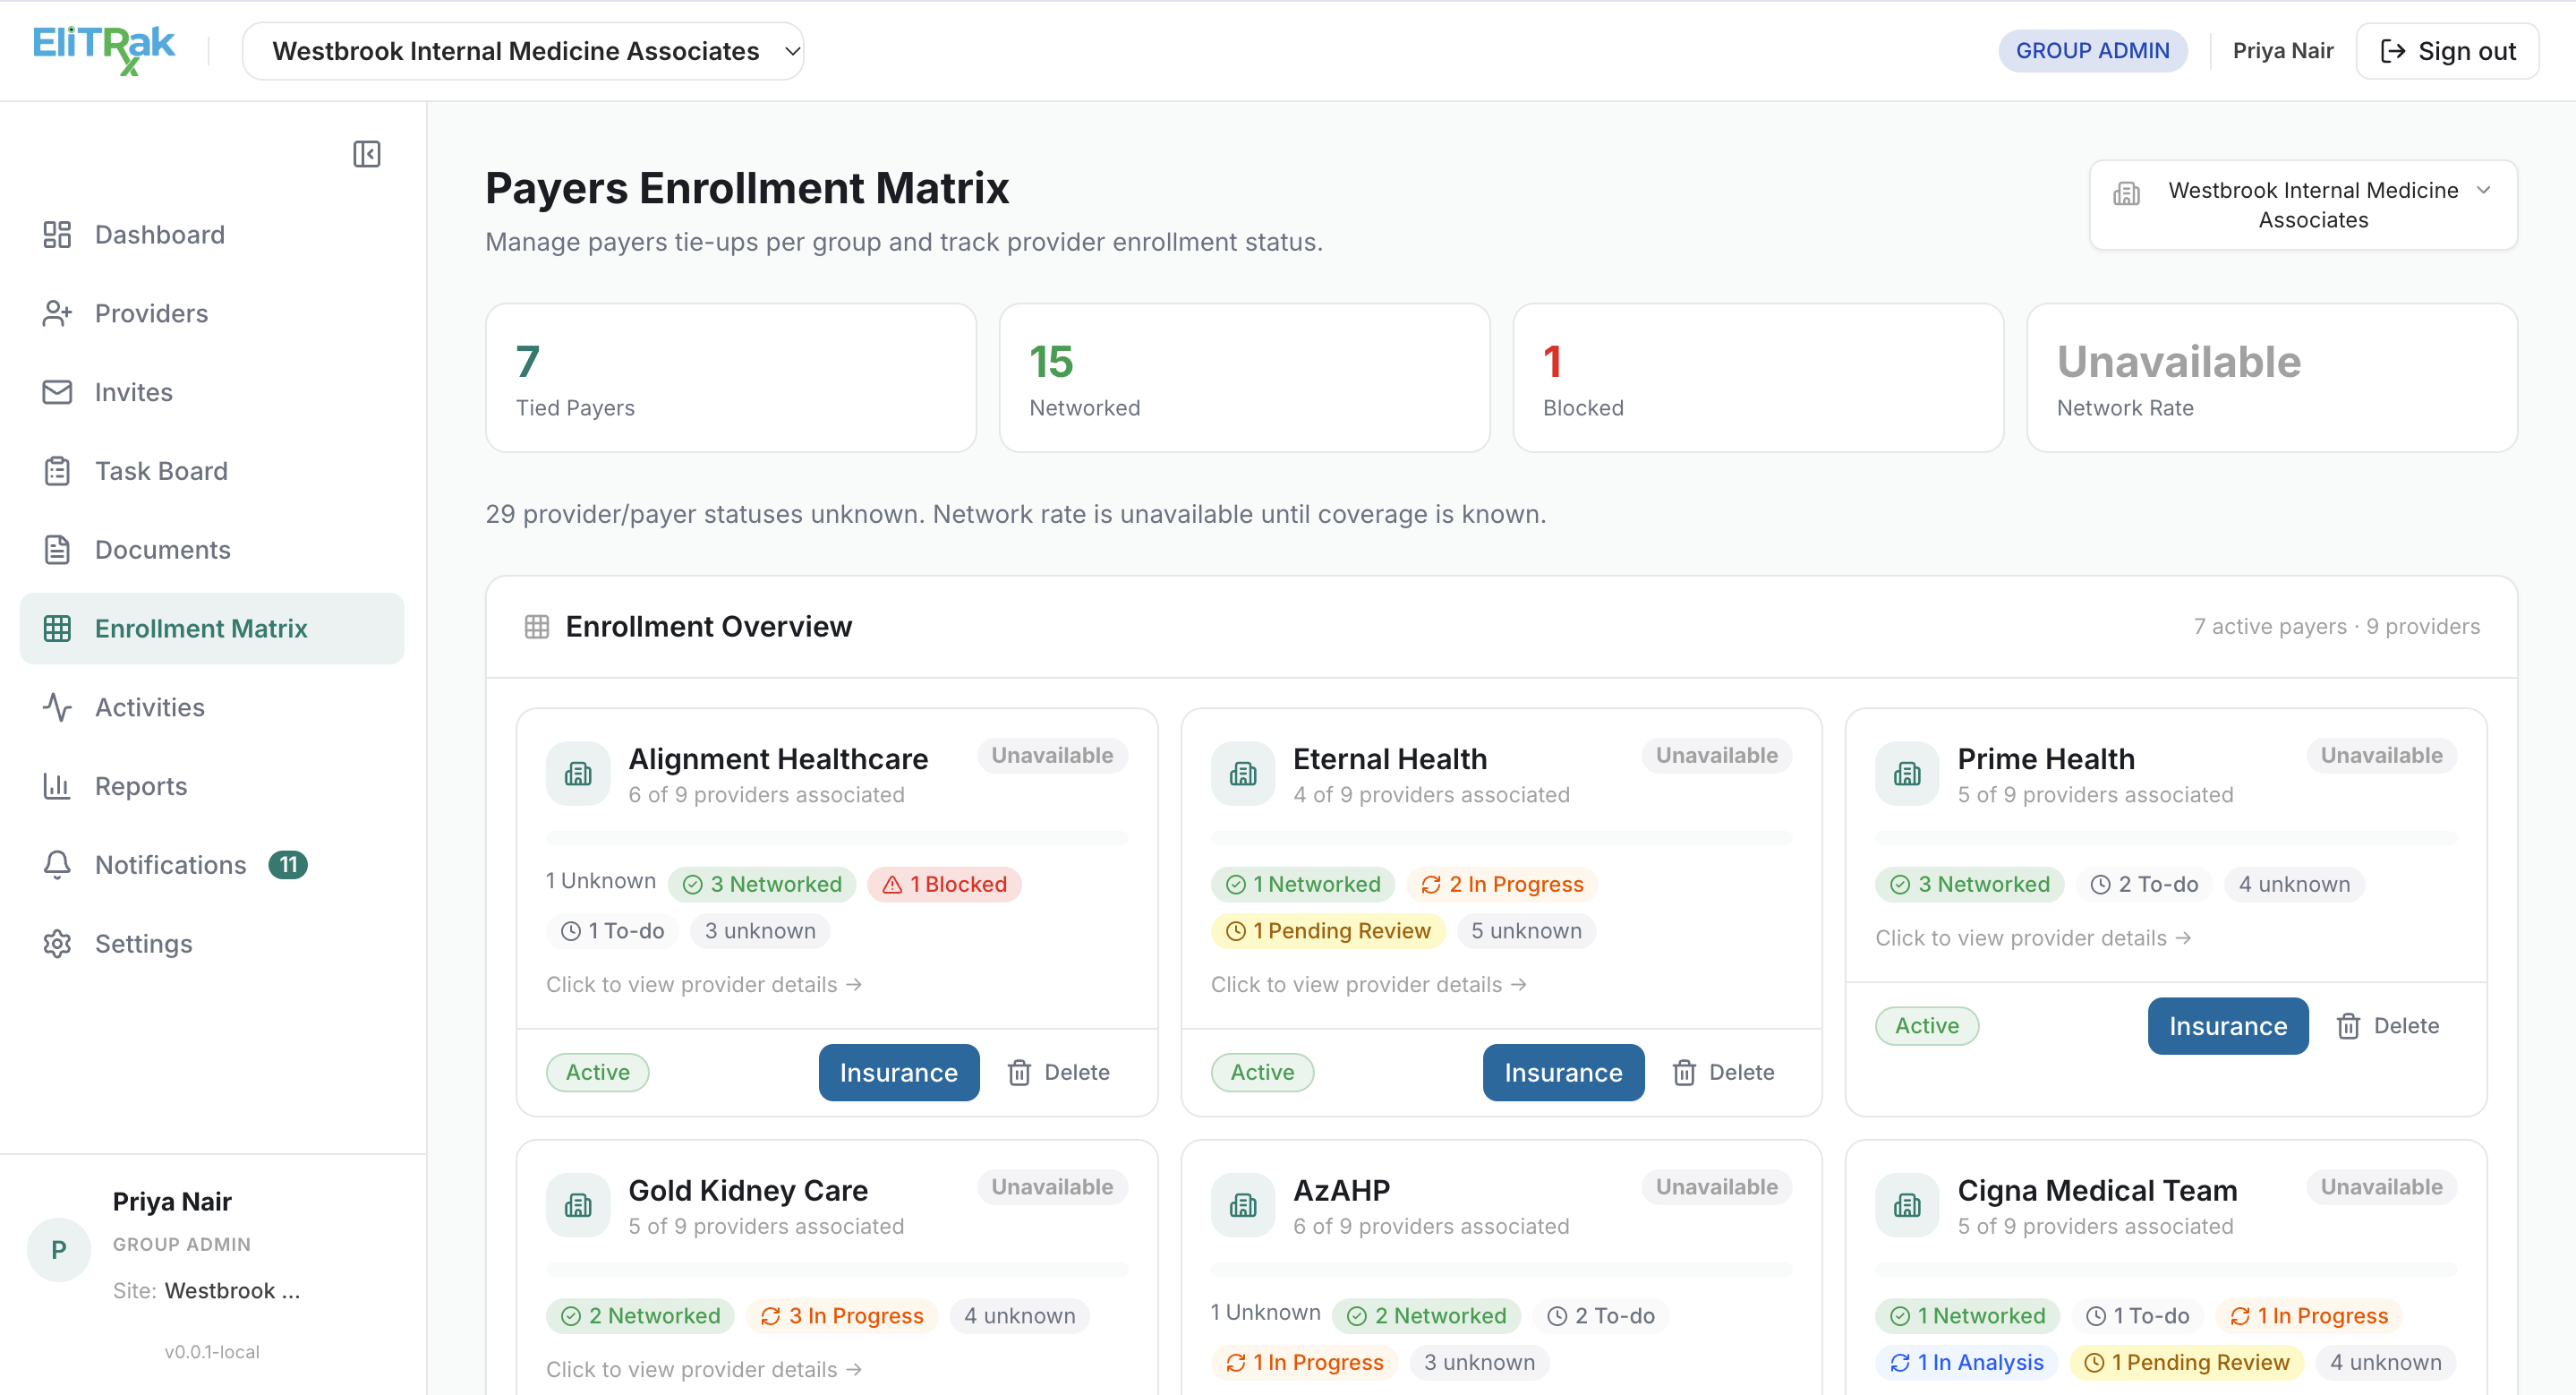 EliTRak
x
Westbrook Internal Medicine Associates
GROUP ADMIN
Priya Nair
Sign out
Dashboard
Providers
Invites
Task Board
Documents
Enrollment Matrix
Activities
Reports
Notifications 11
Settings
P
Priya Nair
GROUP ADMIN
Site: Westbrook ...
v0.0.1-local
Payers Enrollment Matrix
Manage payers tie-ups per group and track provider enrollment status.
Westbrook Internal Medicine
Associates
7
Tied Payers
15
Networked
1
Blocked
Unavailable
Network Rate
29 provider/payer statuses unknown. Network rate is unavailable until coverage is known.
Enrollment Overview
7 active payers · 9 providers
Alignment Healthcare
Unavailable
6 of 9 providers associated
1 Unknown 3 Networked 1 Blocked
1 To-do 3 unknown
Click to view provider details →
Active Insurance Delete
Eternal Health
Unavailable
4 of 9 providers associated
1 Networked 2 In Progress
1 Pending Review 5 unknown
Click to view provider details →
Active Insurance Delete
Prime Health
Unavailable
5 of 9 providers associated
3 Networked 2 To-do 4 unknown
Click to view provider details →
Active Insurance Delete
Gold Kidney Care
Unavailable
5 of 9 providers associated
2 Networked 3 In Progress 4 unknown
Click to view provider details →
AzAHP
Unavailable
6 of 9 providers associated
1 Unknown 2 Networked 2 To-do
1 In Progress 3 unknown
Cigna Medical Team
Unavailable
5 of 9 providers associated
1 Networked 1 To-do 1 In Progress
1 In Analysis 1 Pending Review 4 unknown